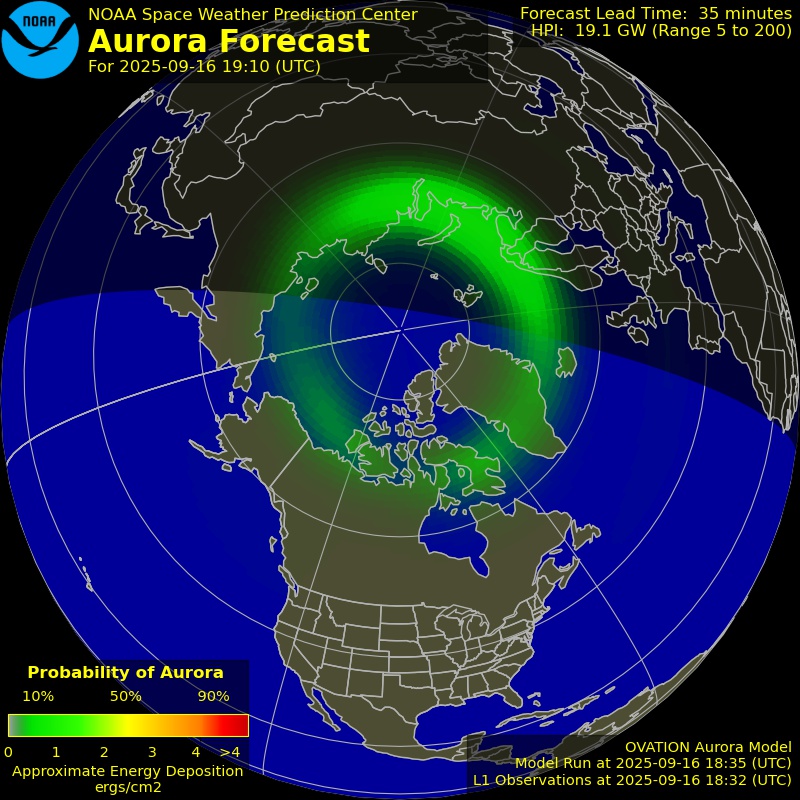 NOAA
NOAA Space Weather Prediction Center
Aurora Forecast
For 2025-09-16 19:10 (UTC)
Forecast Lead Time: 35 minutes
HPI: 19.1 GW (Range 5 to 200)
Probability of Aurora
10% 50% 90%
0 1 2 3 4 >4
Approximate Energy Deposition
ergs/cm2
OVATION Aurora Model
Model Run at 2025-09-16 18:35 (UTC)
L1 Observations at 2025-09-16 18:32 (UTC)